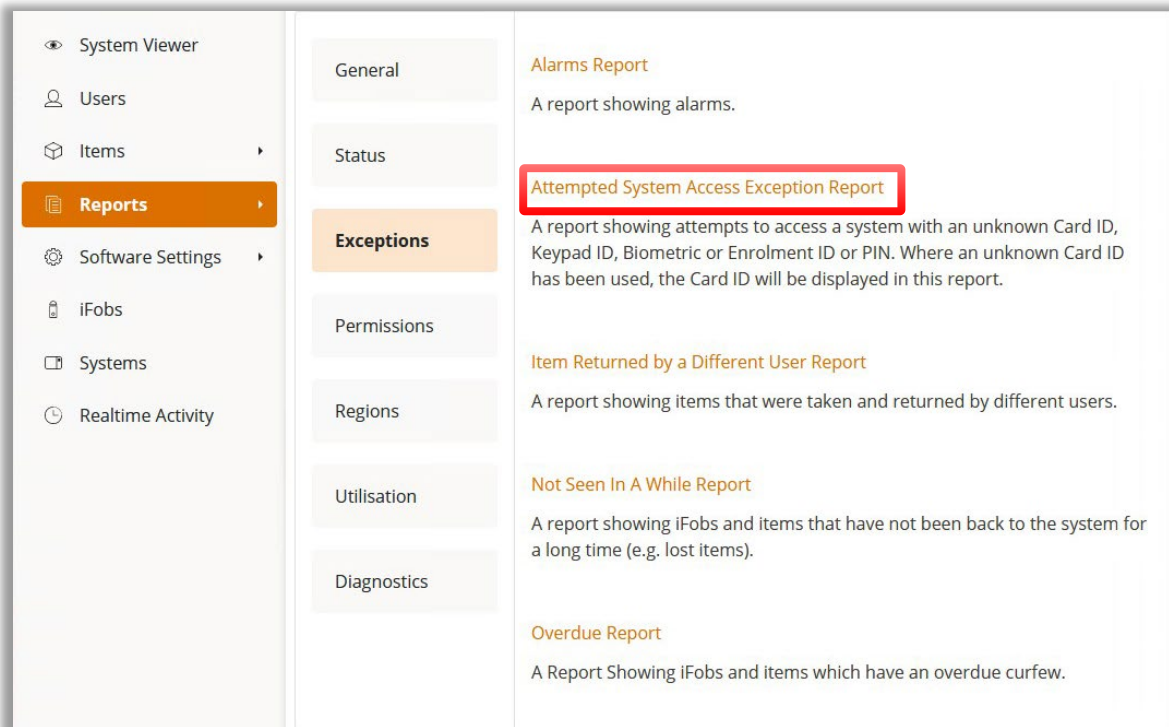 System Viewer
Users
Items
Reports
Software Settings
iFobs
Systems
Realtime Activity
General
Status
Exceptions
Permissions
Regions
Utilisation
Diagnostics
Alarms Report
A report showing alarms.
Attempted System Access Exception Report
A report showing attempts to access a system with an unknown Card ID,
Keypad ID, Biometric or Enrolment ID or PIN. Where an unknown Card ID
has been used, the Card ID will be displayed in this report.
Item Returned by a Different User Report
A report showing items that were taken and returned by different users.
Not Seen In A While Report
A report showing iFobs and items that have not been back to the system for
a long time (e.g. lost items).
Overdue Report
A Report Showing iFobs and items which have an overdue curfew.